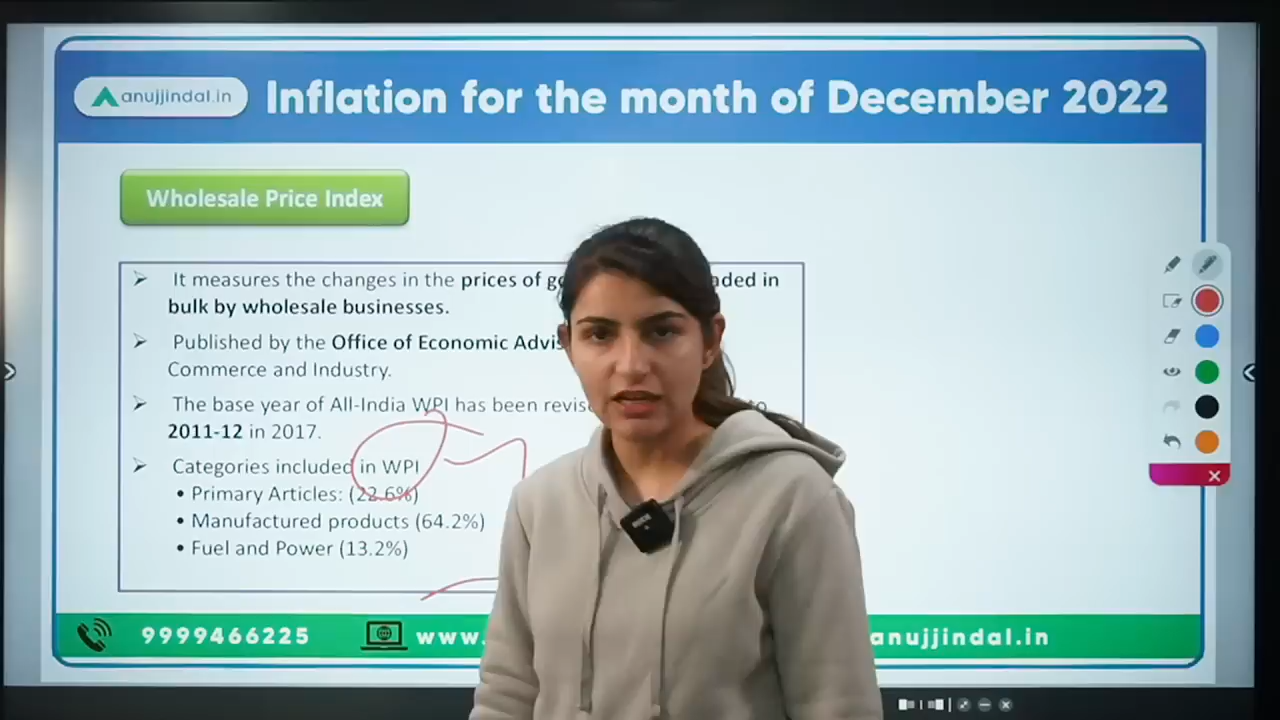 anujjindal.in
Inflation for the month of December 2022
Wholesale Price Index
It measures the changes in the prices of
in
bulk by wholesale businesses.
Published by the Office of Economic
Commerce and Industry.
The base year of All-India WPI has been
to
2011-12 in 2017.
Categories included in WPI
• Primary Articles: (22.6%)
• Manufactured products (64.2%)
• Fuel and Power (13.2%)
9999466225
www.
anujjindal.in